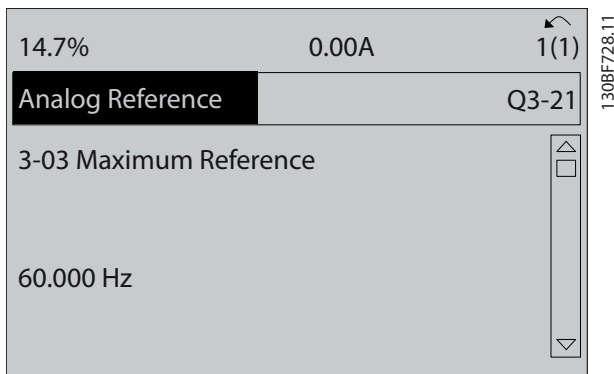 14.7% 0.00A 1(1)
Analog Reference Q3-21
3-03 Maximum Reference
60.000 Hz
130BF728.11